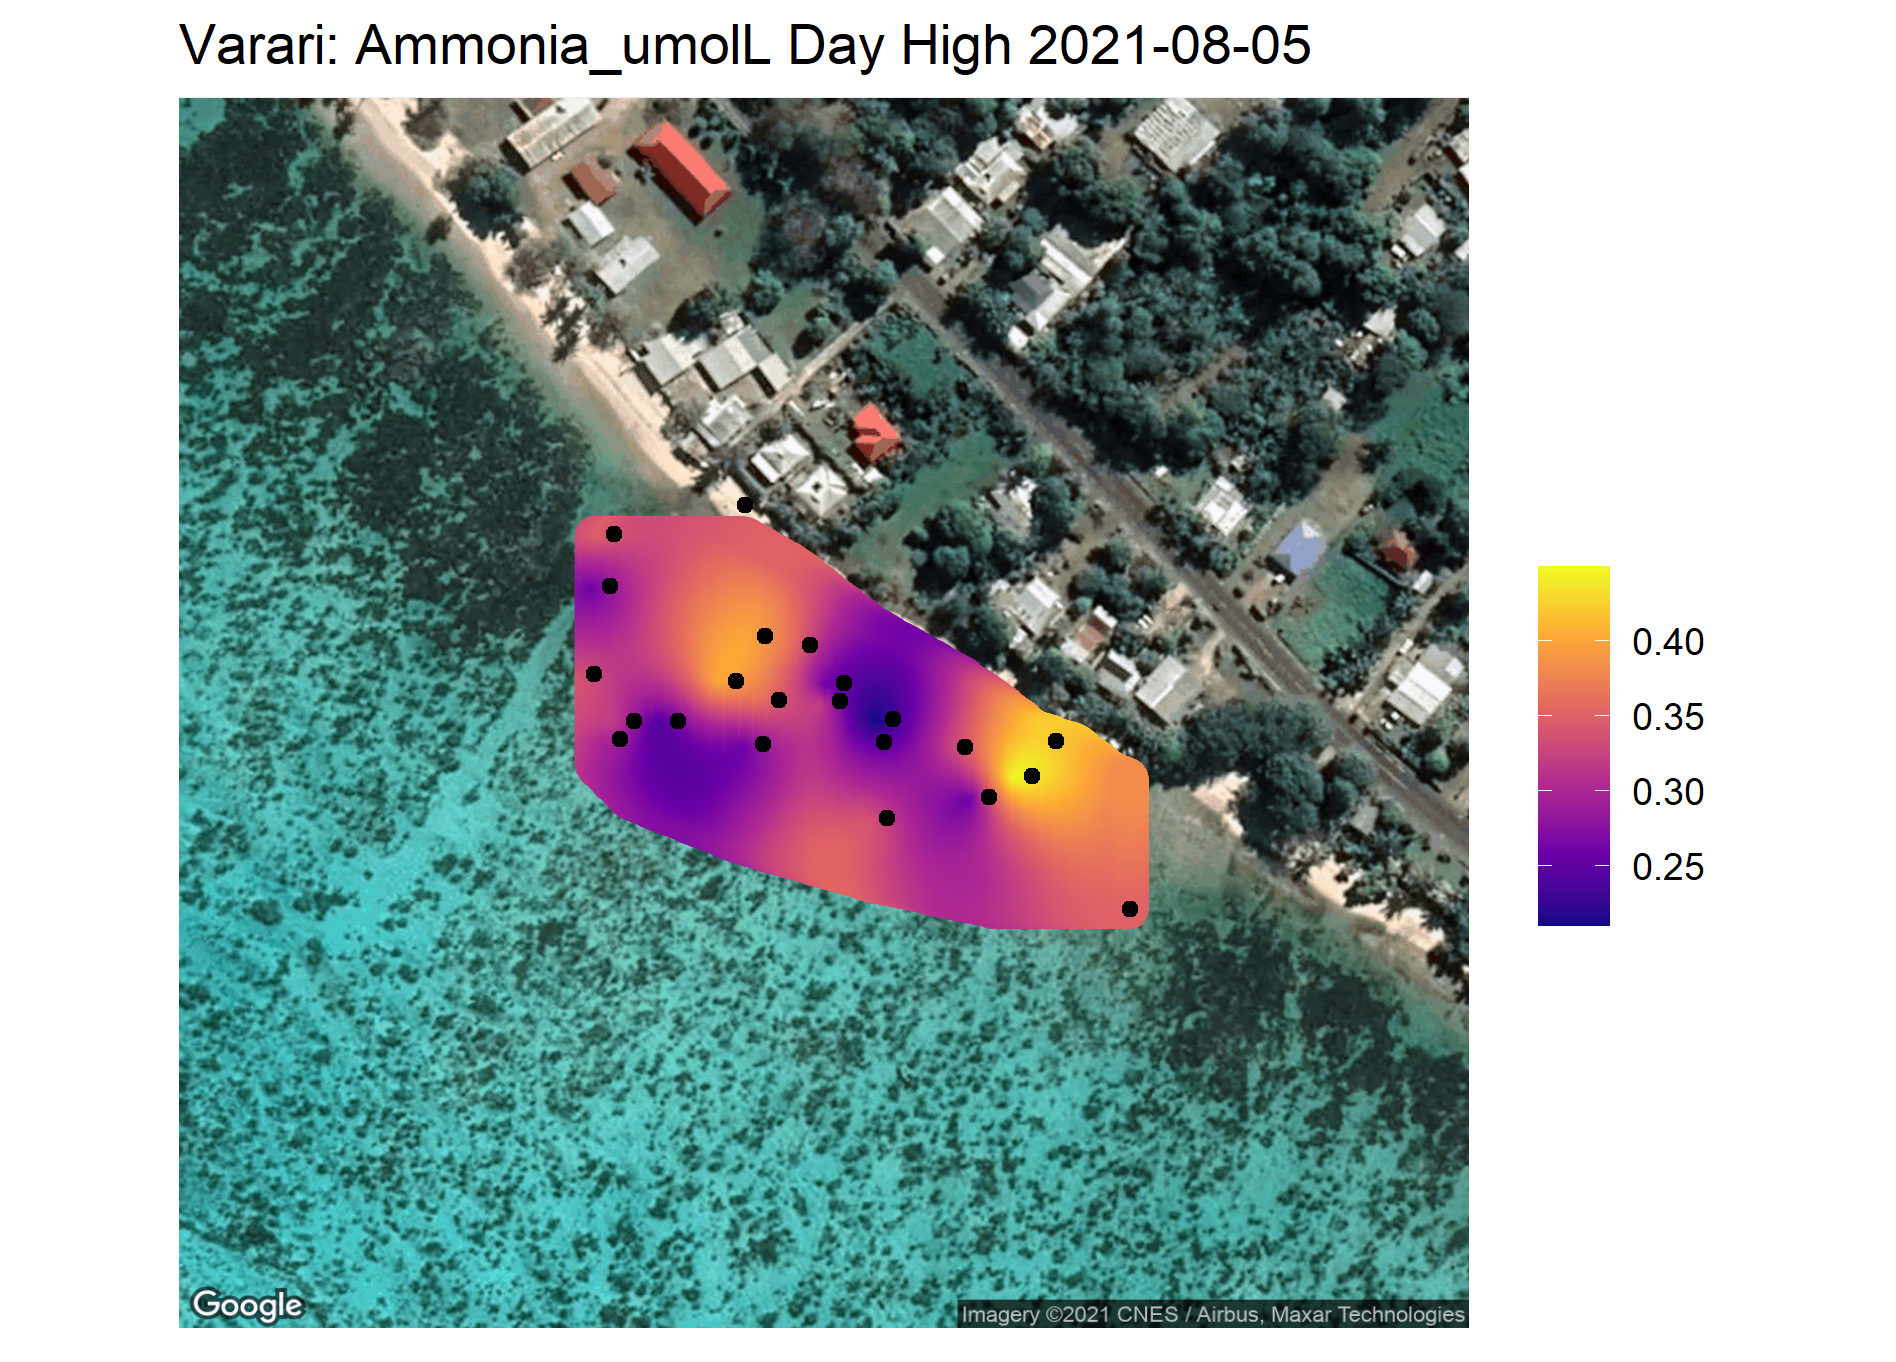 Varari: Ammonia_umolL Day High 2021-08-05
0.40
0.35
0.30
0.25
Google
Imagery ©2021 CNES / Airbus, Maxar Technologies